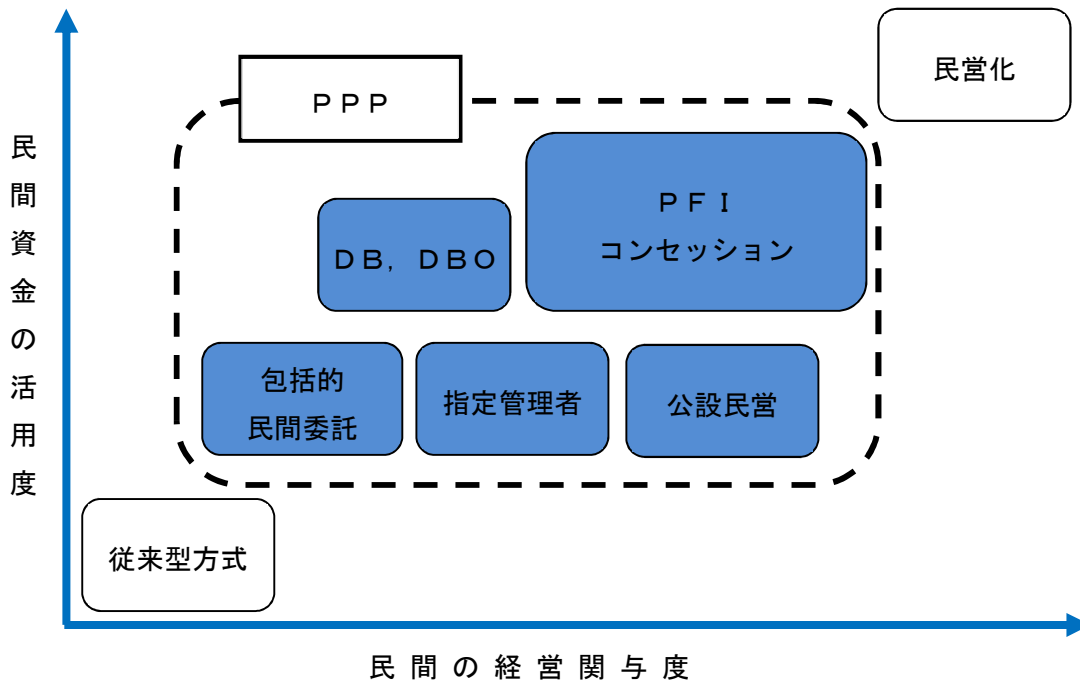 民営化
ＰＰＰ
ＰＦＩ
コンセッション
ＤＢ，ＤＢＯ
包括的
民間委託
指定管理者
公設民営
従来型方式
民間資金の活用度
民間の経営関与度